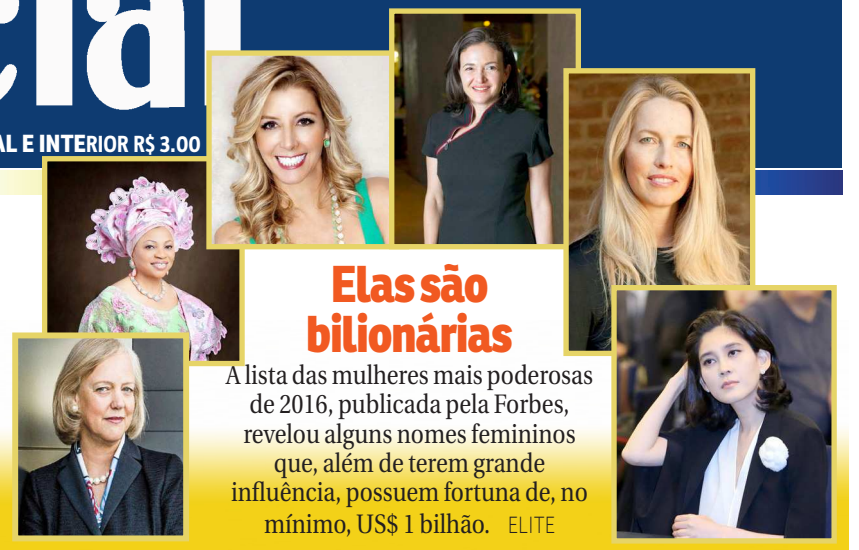 cial
AL E INTERIOR R$ 3.00
Elas são
bilionárias
A lista das mulheres mais poderosas
de 2016, publicada pela Forbes,
revelou alguns nomes femininos
que, além de terem grande
influência, possuem fortuna de, no
mínimo, US$ 1 bilhão. ELITE